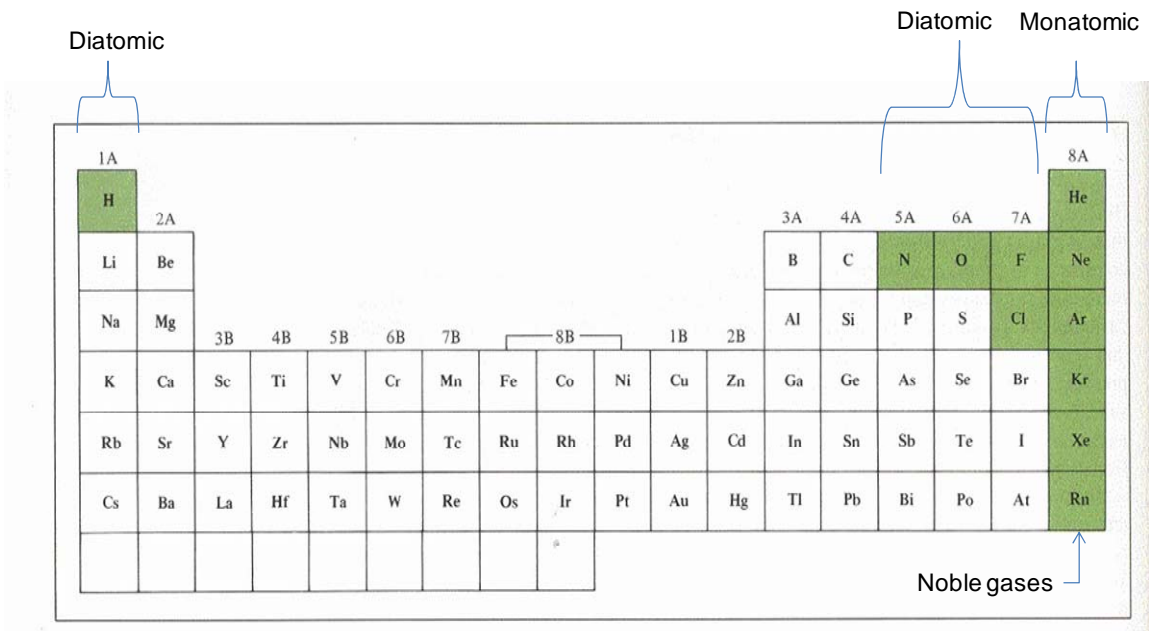 Diatomic Monatomic
Diatomic
1A 8A
H He
2A 3A 4A 5A 6A 7A
Li Be B C N O F Ne
Na Mg Al Si P S Cl Ar
3B 4B 5B 6B 7B 8B 1B 2B
K Ca Sc Ti V Cr Mn Fe Co Ni Cu Zn Ga Ge As Se Br Kr
Rb Sr Y Zr Nb Mo Tc Ru Rh Pd Ag Cd In Sn Sb Te I Xe
Cs Ba La Hf Ta W Re Os Ir Pt Au Hg Tl Pb Bi Po At Rn
Noble gases